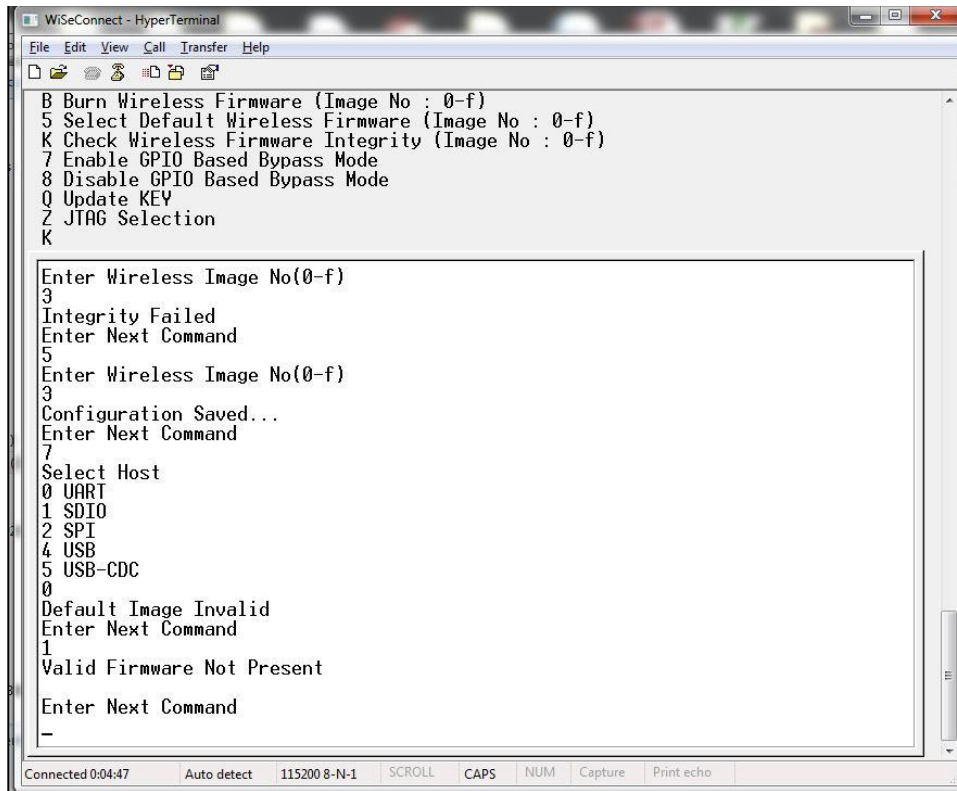 WiSeConnect - HyperTerminal
File Edit View Call Transfer Help
B Burn Wireless Firmware (Image No : 0-f)
5 Select Default Wireless Firmware (Image No : 0-f)
K Check Wireless Firmware Integrity (Image No : 0-f)
7 Enable GPIO Based Bypass Mode
8 Disable GPIO Based Bypass Mode
Q Update KEY
Z JTAG Selection
K
Enter Wireless Image No(0-f)
3
Integrity Failed
Enter Next Command
5
Enter Wireless Image No(0-f)
3
Configuration Saved...
Enter Next Command
7
Select Host
0 UART
1 SDIO
2 SPI
4 USB
5 USB-CDC
0
Default Image Invalid
Enter Next Command
1
Valid Firmware Not Present
Enter Next Command
_
Connected 0:04:47 Auto detect 115200 8-N-1 SCROLL CAPS NUM Capture Print echo